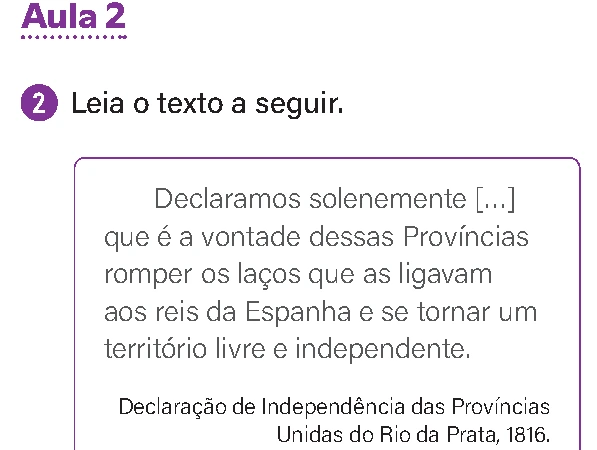 Aula 2
2 Leia o texto a seguir.
Declaramos solenemente [...]
que é a vontade dessas Províncias
romper os laços que as ligavam
aos reis da Espanha e se tornar um
território livre e independente.
Declaração de Independência das Províncias
Unidas do Rio da Prata, 1816.